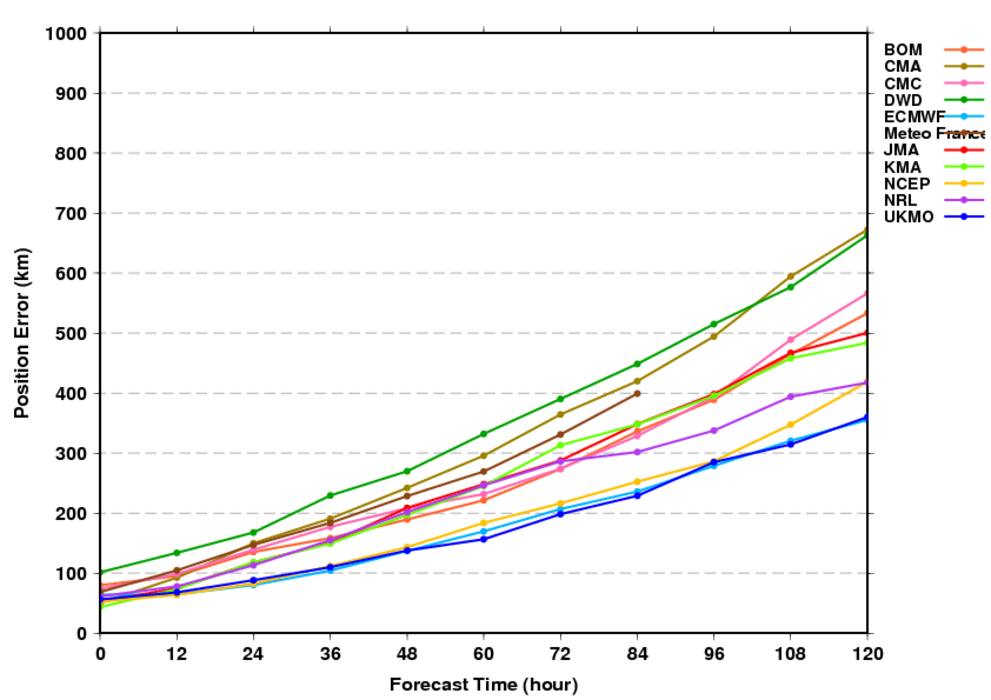 1000
900
800
700
600
500
400
300
200
100
0
Position Error (km)
0 12 24 36 48 60 72 84 96 108 120
Forecast Time (hour)
BOM
CMA
CMC
DWD
ECMWF
Meteo France
JMA
KMA
NCEP
NRL
UKMO